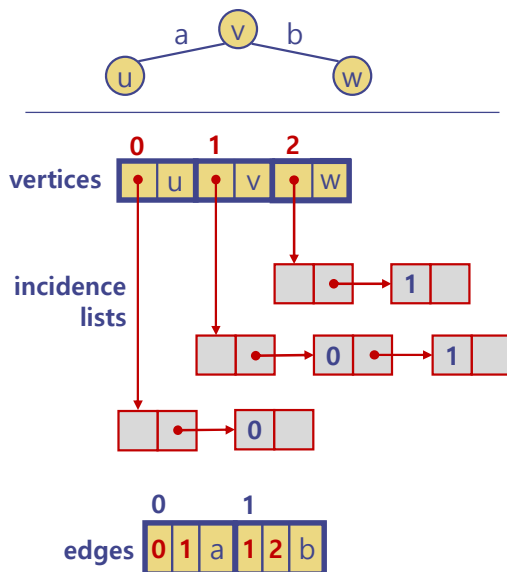 a v b
u w
0 1 2
vertices u v w
incidence
lists
1
0 1
0
0 1
edges 0 1 a 1 2 b